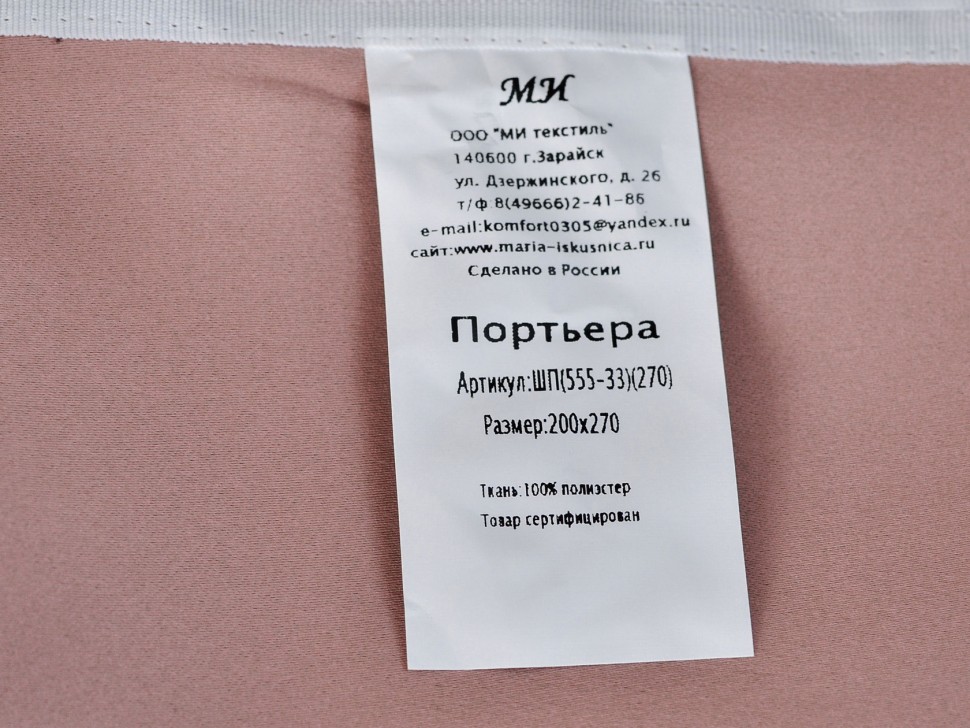 МИ
ООО "МИ текстиль"
140600 г.Зарайск
ул. Дзержинского, д. 26
т/ф 8(49666)2-41-86
e-mail:komfort0305@yandex.ru
сайт:www.maria-iskusnica.ru
Сделано в России
Портьера
Артикул:ШП(555-33)(270)
Размер:200х270
Ткань:100% полиэстер
Товар сертифицирован